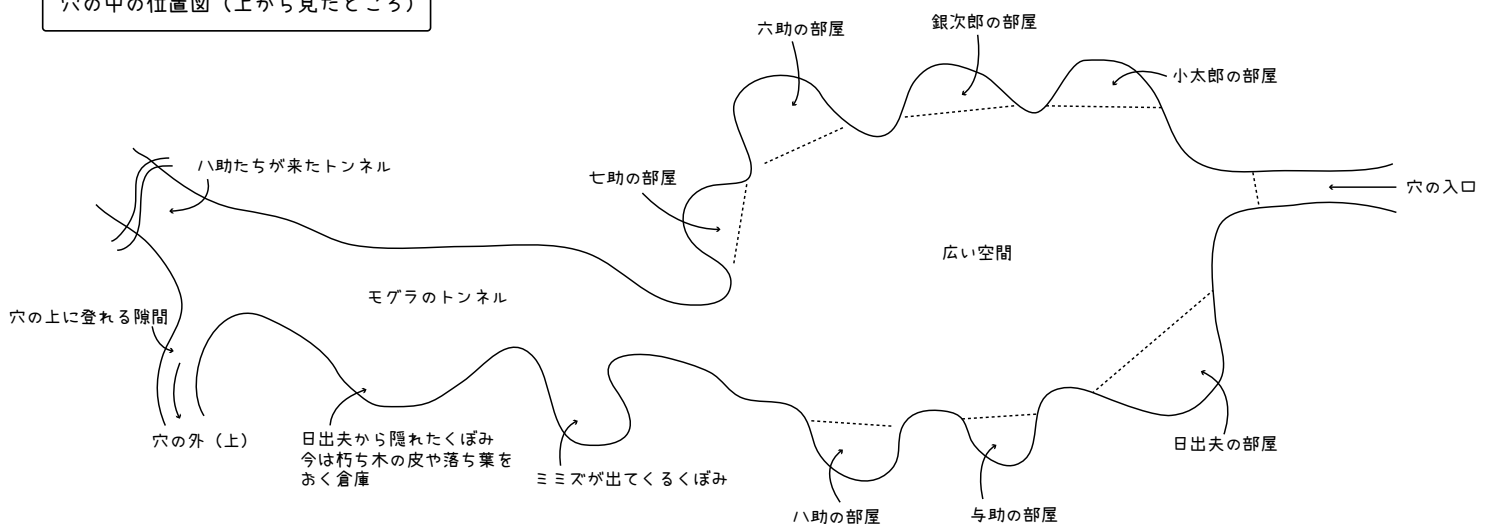 穴の中の位置図（上から見たところ）
六助の部屋
銀次郎の部屋
小太郎の部屋
八助たちが来たトンネル
七助の部屋
穴の入口
広い空間
モグラのトンネル
穴の上に登れる隙間
穴の外（上）
日出夫から隠れたくぼみ
今は朽ち木の皮や落ち葉を
おく倉庫
ミミズが出てくるくぼみ
日出夫の部屋
八助の部屋
与助の部屋